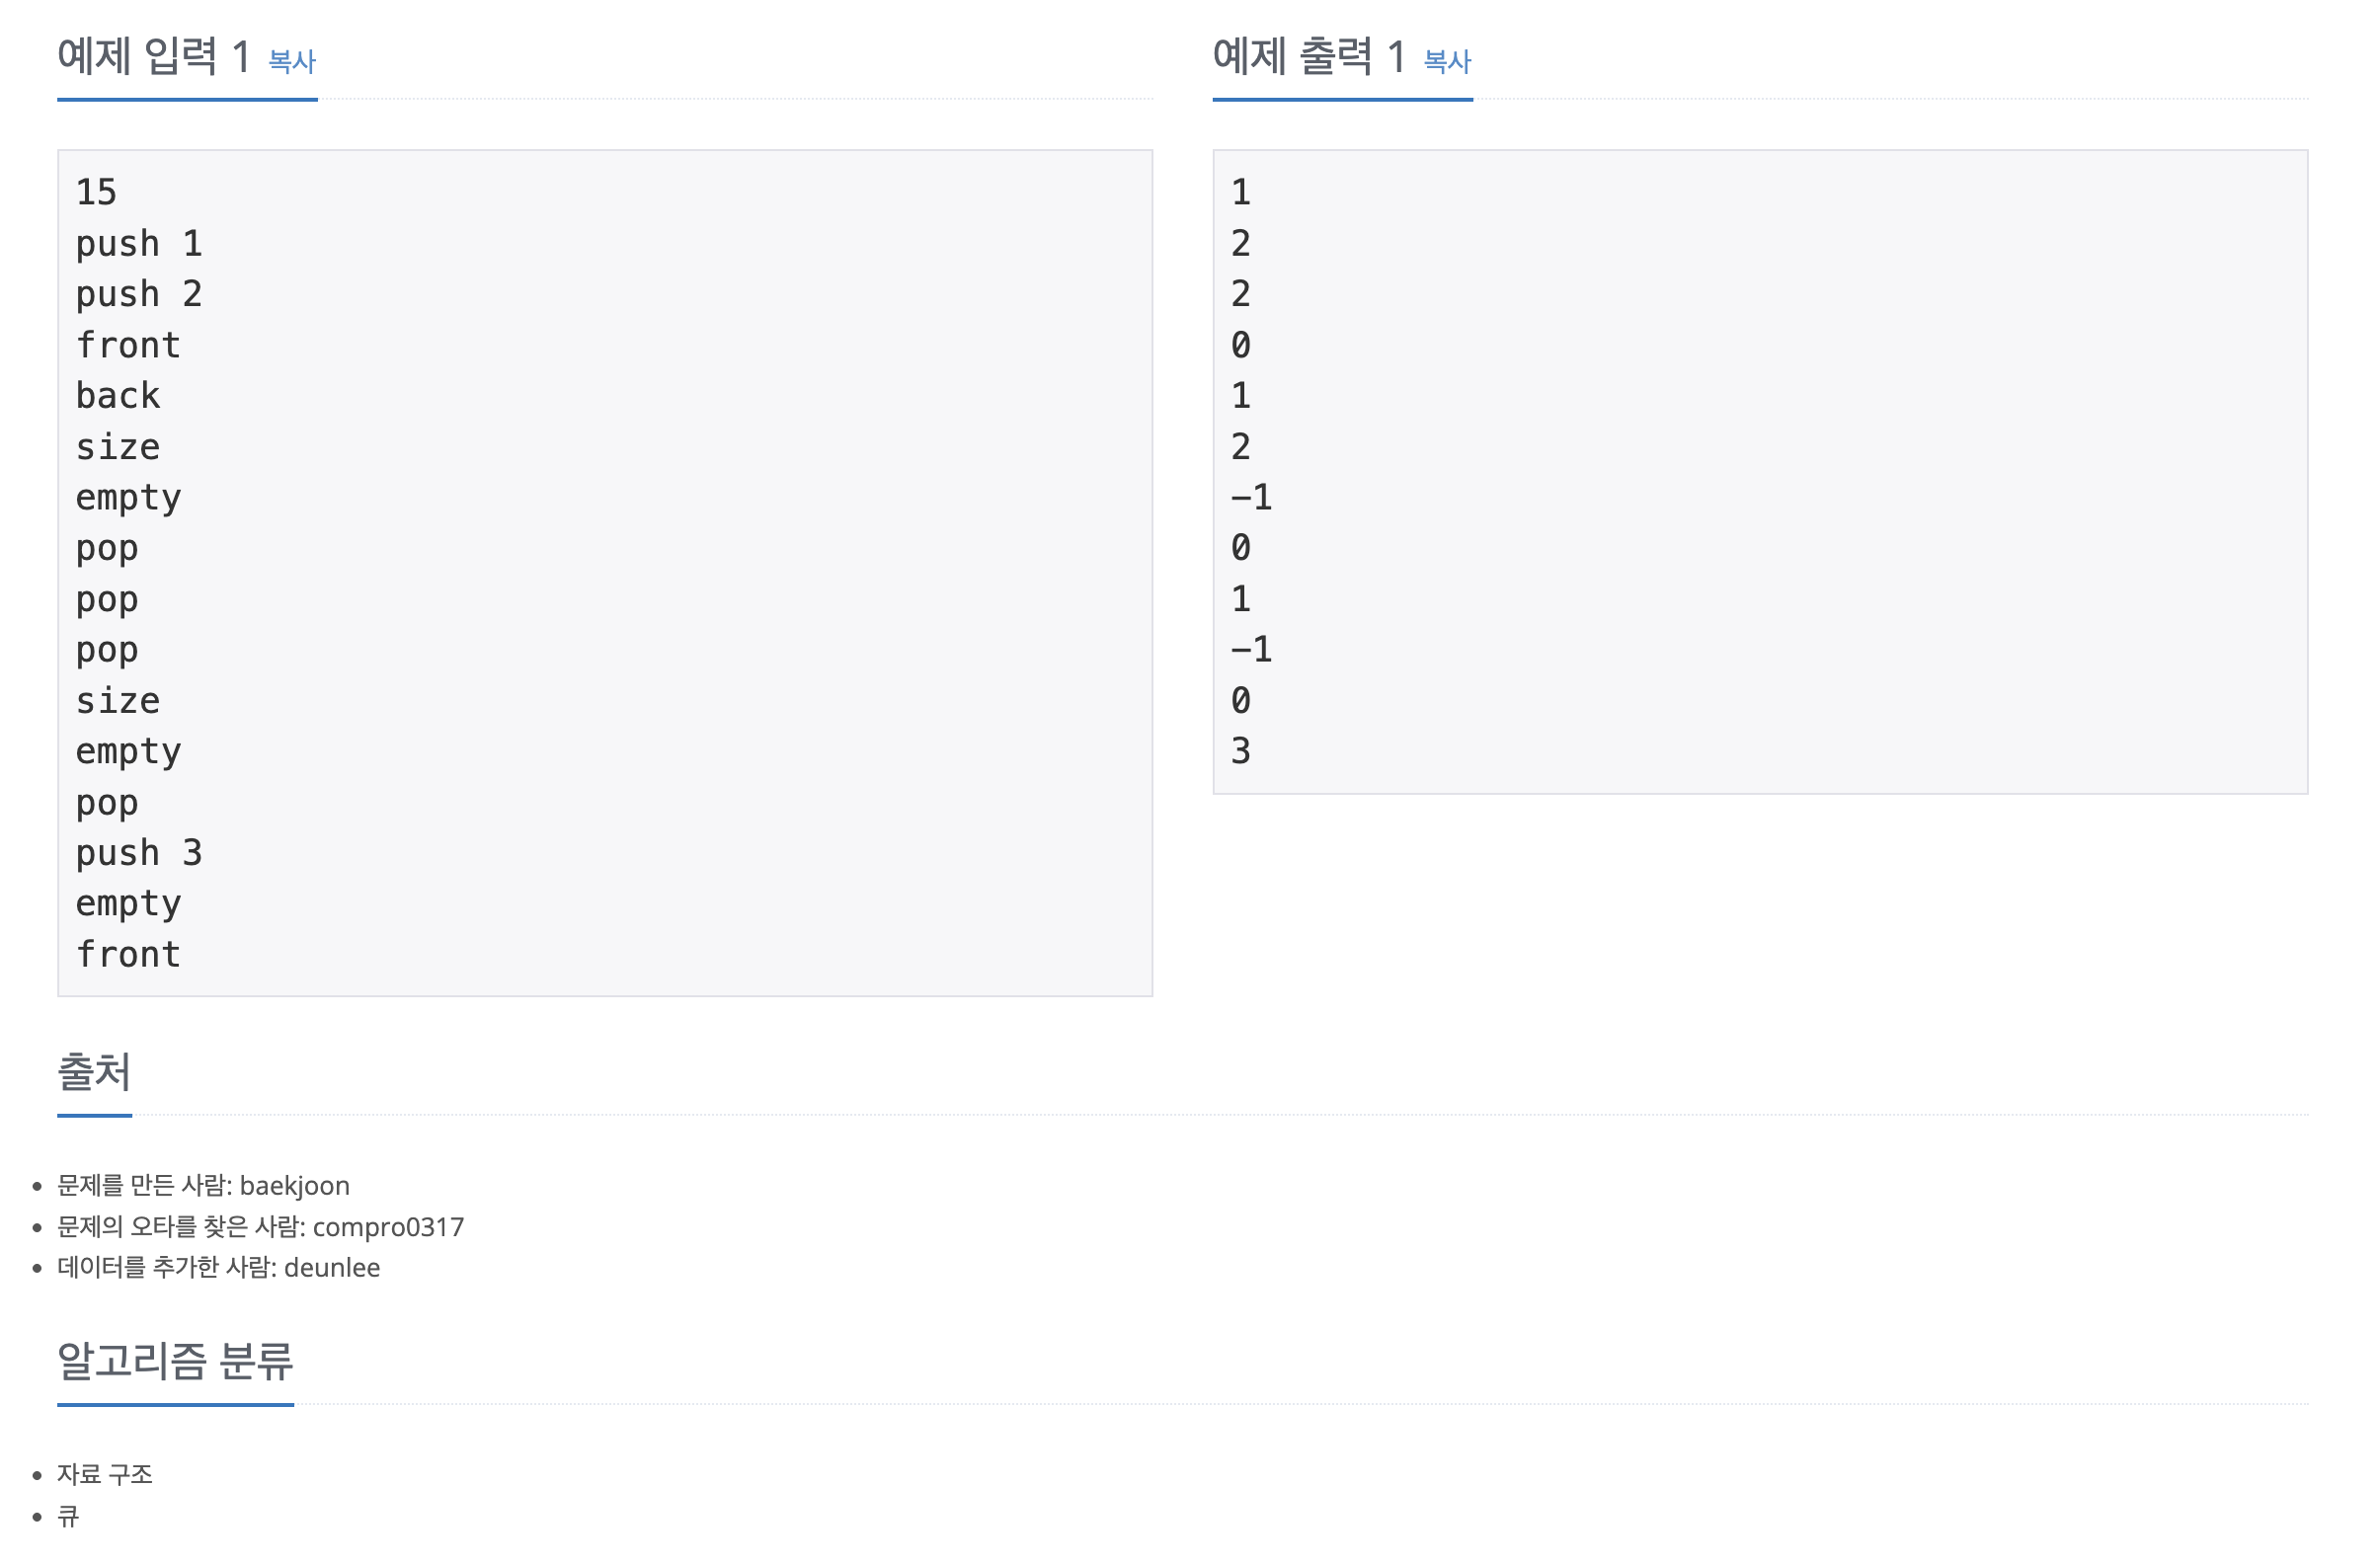 예제 입력 1 복사
15
push 1
push 2
front
back
size
empty
pop
pop
pop
size
empty
pop
push 3
empty
front
예제 출력 1 복사
1
2
2
0
1
2
-1
0
1
-1
0
3
출처
문제를 만든 사람: baekjoon
문제의 오타를 찾은 사람: compro0317
데이터를 추가한 사람: deunlee
알고리즘 분류
자료 구조
큐